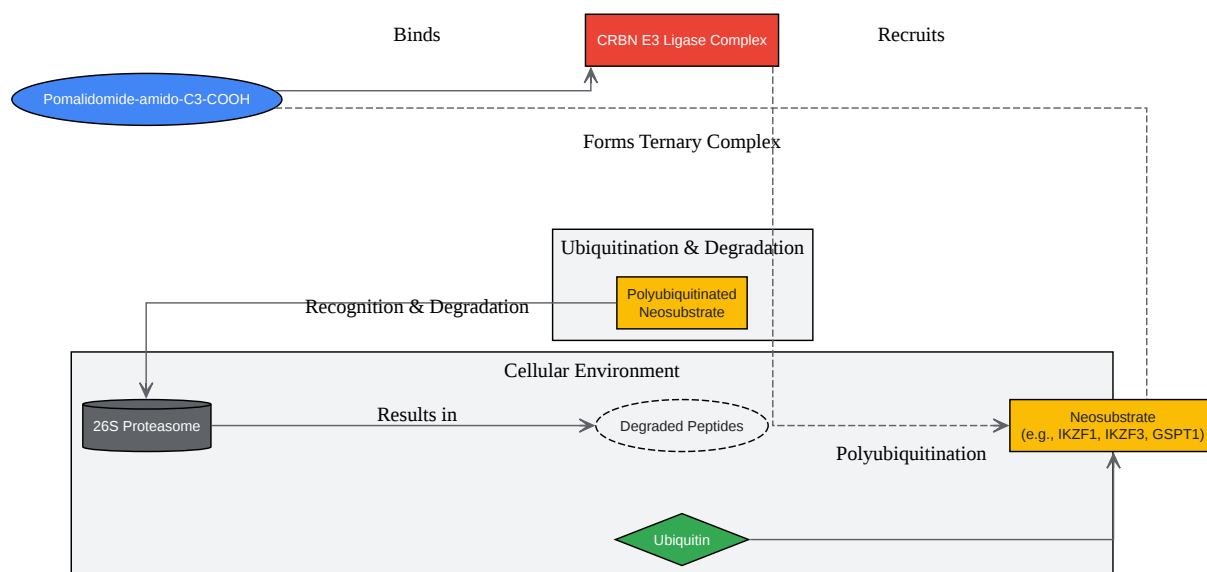 Binds
CRBN E3 Ligase Complex
Recruits
Pomalidomide-amido-C3-COOH
Forms Ternary Complex
Ubiquitination & Degradation
Polyubiquitinated
Neosubstrate
Recognition & Degradation
Cellular Environment
26S Proteasome
Results in
Degraded Peptides
Neosubstrate
(e.g., IKZF1, IKZF3, GSPT1)
Polyubiquitination
Ubiquitin